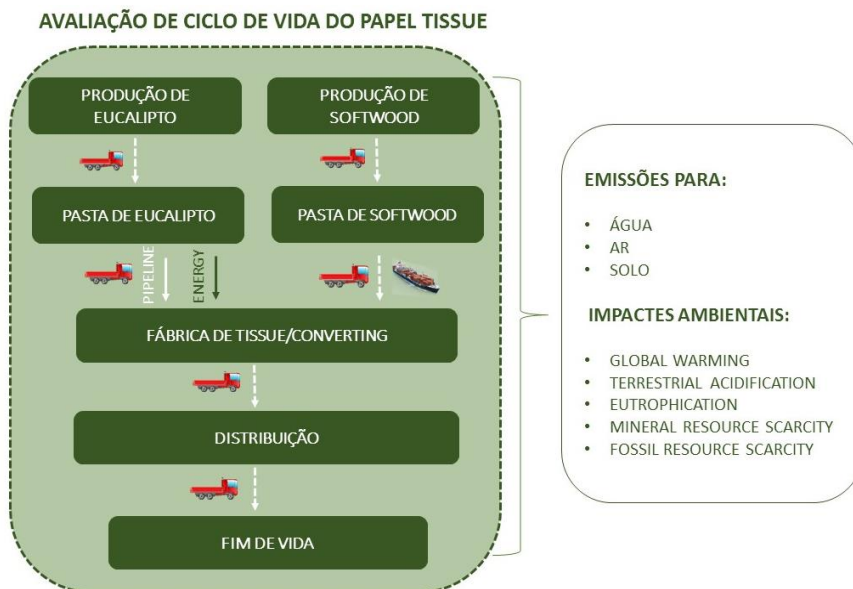 AVALIAÇÃO DE CICLO DE VIDA DO PAPEL TISSUE
PRODUÇÃO DE
EUCALIPTO
PRODUÇÃO DE
SOFTWOOD
PASTA DE EUCALIPTO
PASTA DE SOFTWOOD
PIPELINE
ENERGY
FÁBRICA DE TISSUE/CONVERTING
DISTRIBUIÇÃO
FIM DE VIDA
EMISSÕES PARA:
• ÁGUA
• AR
• SOLO
IMPACTES AMBIENTAIS:
• GLOBAL WARMING
• TERRESTRIAL ACIDIFICATION
• EUTROPHICATION
• MINERAL RESOURCE SCARCITY
• FOSSIL RESOURCE SCARCITY